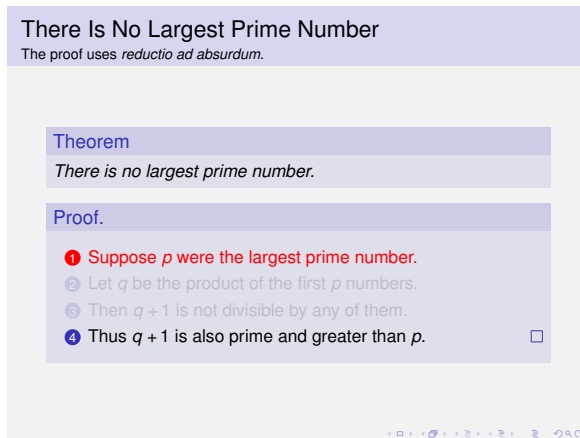 There Is No Largest Prime Number
The proof uses reductio ad absurdum.
Theorem
There is no largest prime number.
Proof.
1 Suppose p were the largest prime number.
2 Let q be the product of the first p numbers.
3 Then q + 1 is not divisible by any of them.
4 Thus q + 1 is also prime and greater than p.